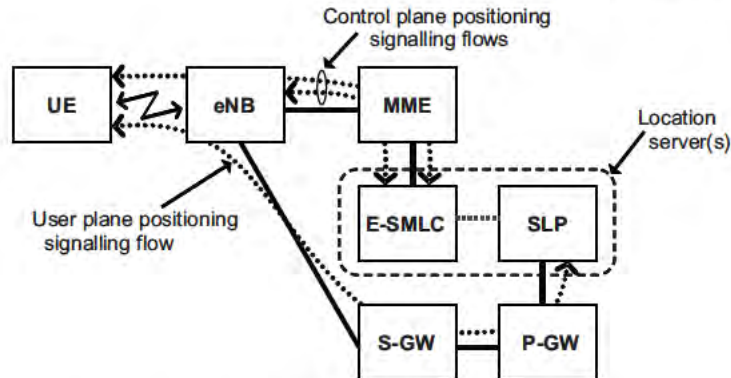 Control plane positioning
signalling flows
UE
eNB
MME
Location
server(s)
E-SMLC
SLP
User plane positioning
signalling flow
S-GW
P-GW